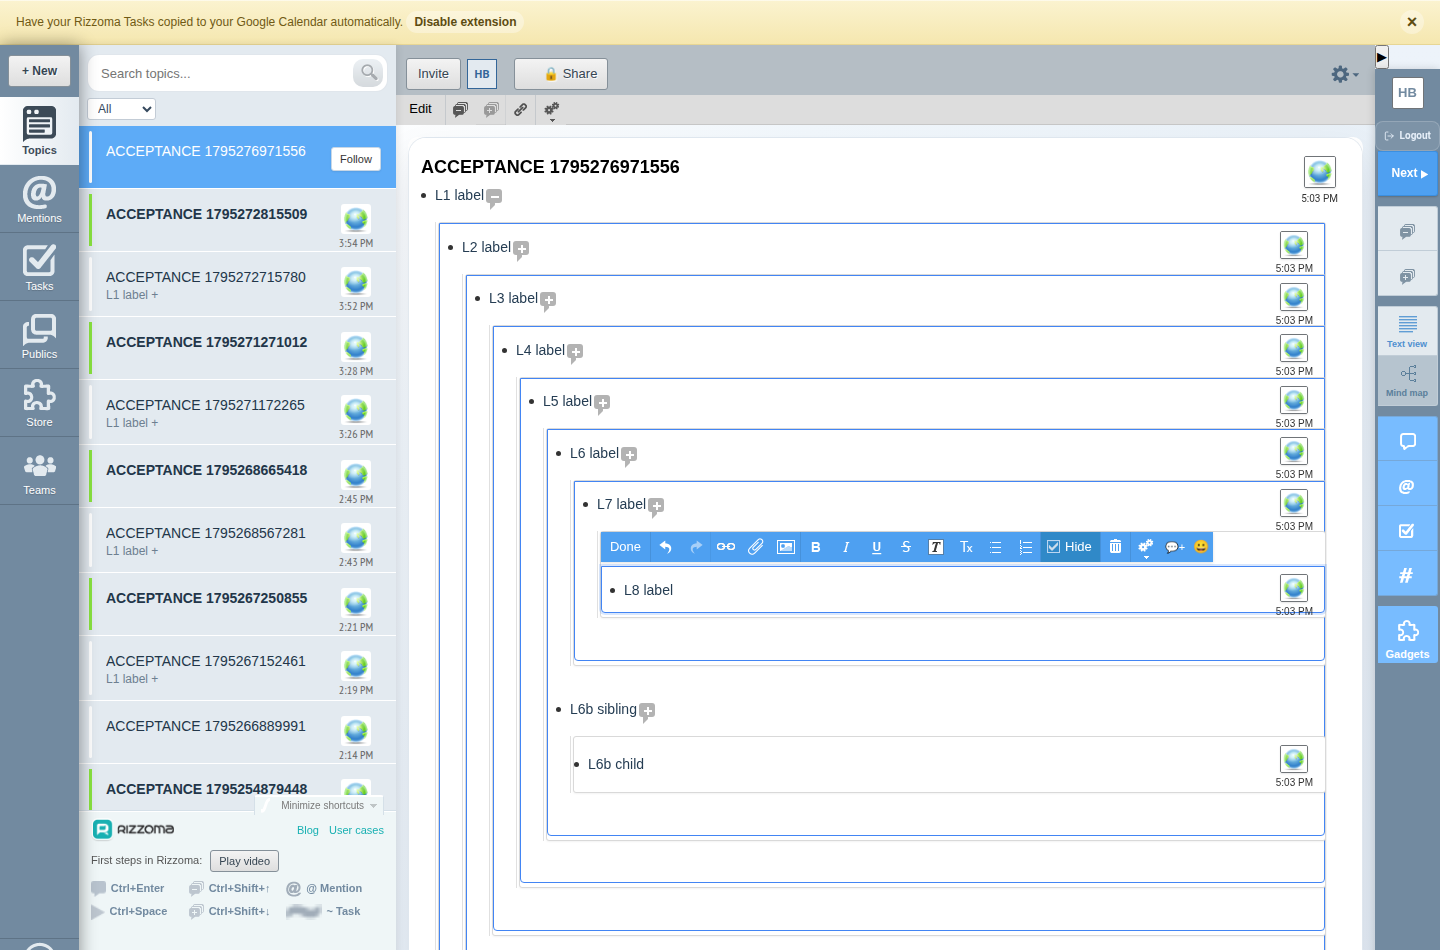 Have your Rizzoma Tasks copied to your Google Calendar automatically. Disable extension ✕
+ New
Topics
@
Mentions
Tasks
Publics
Store
Teams
Search topics...
All
ACCEPTANCE 1795276971556
Follow
ACCEPTANCE 1795272815509
3:54 PM
ACCEPTANCE 1795272715780
L1 label +
3:52 PM
ACCEPTANCE 1795271271012
3:28 PM
ACCEPTANCE 1795271172265
L1 label +
3:26 PM
ACCEPTANCE 1795268665418
2:45 PM
ACCEPTANCE 1795268567281
L1 label +
2:43 PM
ACCEPTANCE 1795267250855
2:21 PM
ACCEPTANCE 1795267152461
L1 label +
2:19 PM
ACCEPTANCE 1795266889991
2:14 PM
ACCEPTANCE 1795254879448
Minimize shortcuts
RIZZOMA
Blog User cases
First steps in Rizzoma: Play video
Ctrl+Enter Ctrl+Shift+↑ @ @ Mention
Ctrl+Space Ctrl+Shift+↓ ~ Task
Invite HB 🔒 Share
Edit
ACCEPTANCE 1795276971556
5:03 PM
• L1 label
• L2 label
5:03 PM
• L3 label
5:03 PM
• L4 label
5:03 PM
• L5 label
5:03 PM
• L6 label
5:03 PM
• L7 label
5:03 PM
Done B I U S T Tx Hide
• L8 label
5:03 PM
• L6b sibling
• L6b child
5:03 PM
▶
HB
Logout
Next ▶
Text view
Mind map
@
#
Gadgets